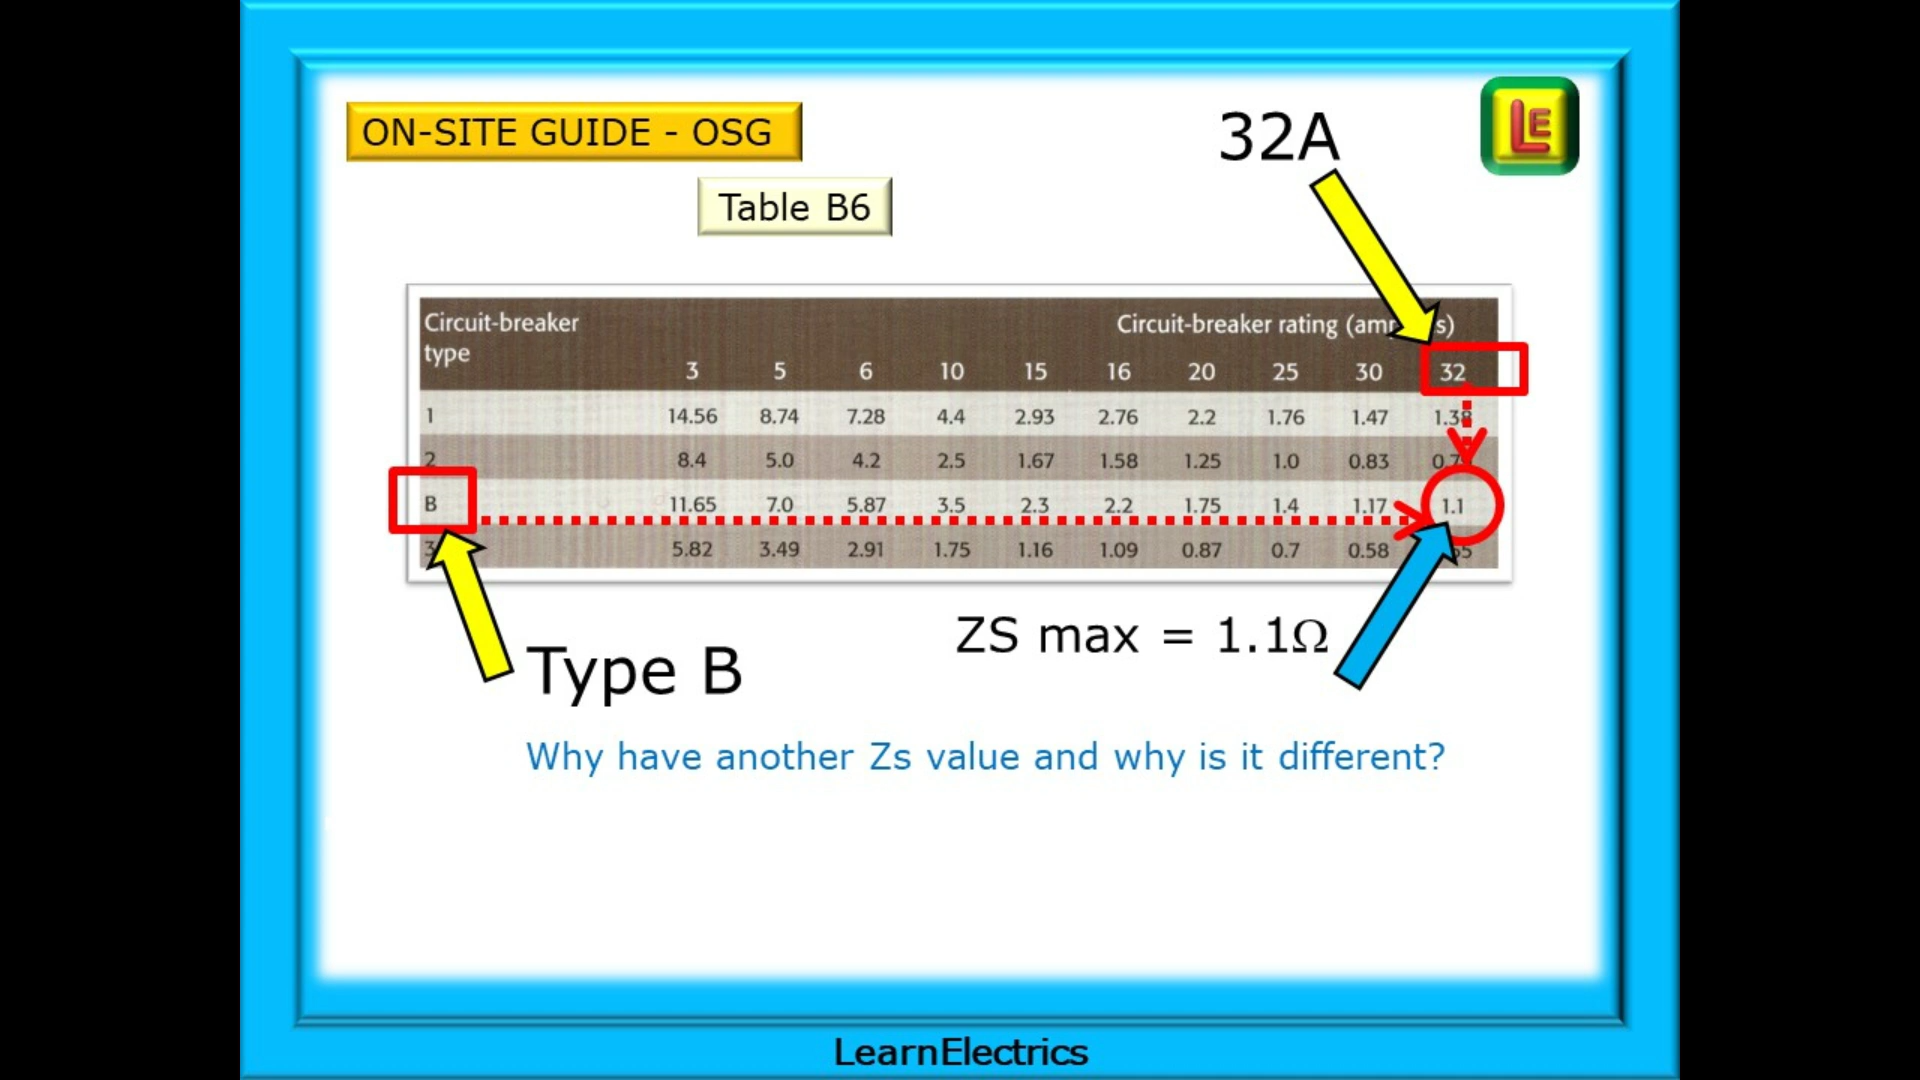 ON-SITE GUIDE - OSG
32A
LE
Table B6
Circuit-breaker type
Circuit-breaker rating
3 5 6 10 15 16 20 25 30 32
1 14.56 8.74 7.28 4.4 2.93 2.76 2.2 1.76 1.47 1.38
2 8.4 5.0 4.2 2.5 1.67 1.58 1.25 1.0 0.83
B 11.65 7.0 5.87 3.5 2.3 2.2 1.75 1.4 1.17 1.1
3 5.82 3.49 2.91 1.75 1.16 1.09 0.87 0.7 0.58
ZS max = 1.1Ω
Type B
Why have another Zs value and why is it different?
LearnElectrics